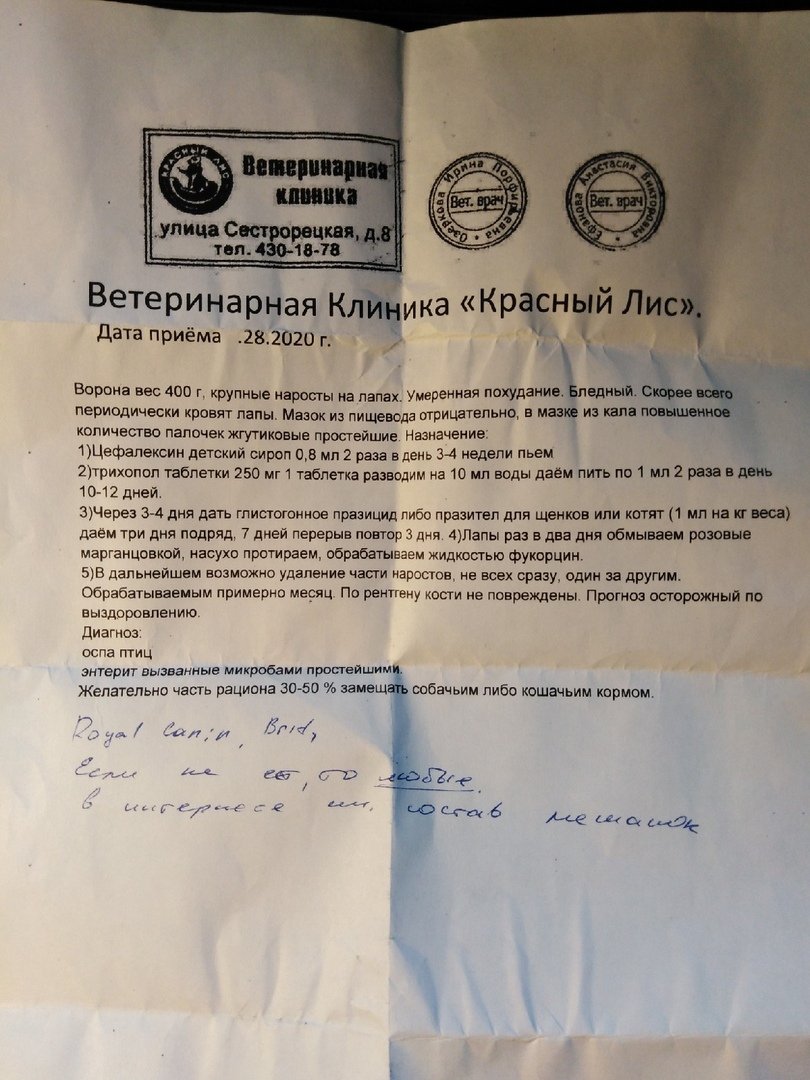 КРАСНЫЙ ЛИС
Ветеринарная
клиника
улица Сестрорецкая, д.8
тел. 430-18-78
Озеркова Ирина Порфирьевна
Вет. врач
Анастасия Викторовна
Вет. врач
Ветеринарная Клиника «Красный Лис».
Дата приёма .28.2020 г.
Ворона вес 400 г, крупные наросты на лапах. Умеренная похудание. Бледный. Скорее всего
периодически кровят лапы. Мазок из пищевода отрицательно, в мазке из кала повышенное
количество палочек жгутиковые простейшие. Назначение:
1)Цефалексин детский сироп 0,8 мл 2 раза в день 3-4 недели пьем
2)трихопол таблетки 250 мг 1 таблетка разводим на 10 мл воды даём пить по 1 мл 2 раза в день
10-12 дней.
3)Через 3-4 дня дать глистогонное празицид либо празител для щенков или котят (1 мл на кг веса)
даём три дня подряд, 7 дней перерыв повтор 3 дня. 4)Лапы раз в два дня обмываем розовые
марганцовкой, насухо протираем, обрабатываем жидкостью фукорцин.
5)В дальнейшем возможно удаление части наростов, не всех сразу, один за другим.
Обрабатываемым примерно месяц. По рентгену кости не повреждены. Прогноз осторожный по
выздоровлению.
Диагноз:
оспа птиц
энтерит вызванные микробами простейшими.
Желательно часть рациона 30-50 % замещать собачьим либо кошачьим кормом.
Royal Canin, Brit,
Если не ест, то любые.
в состав мешанок